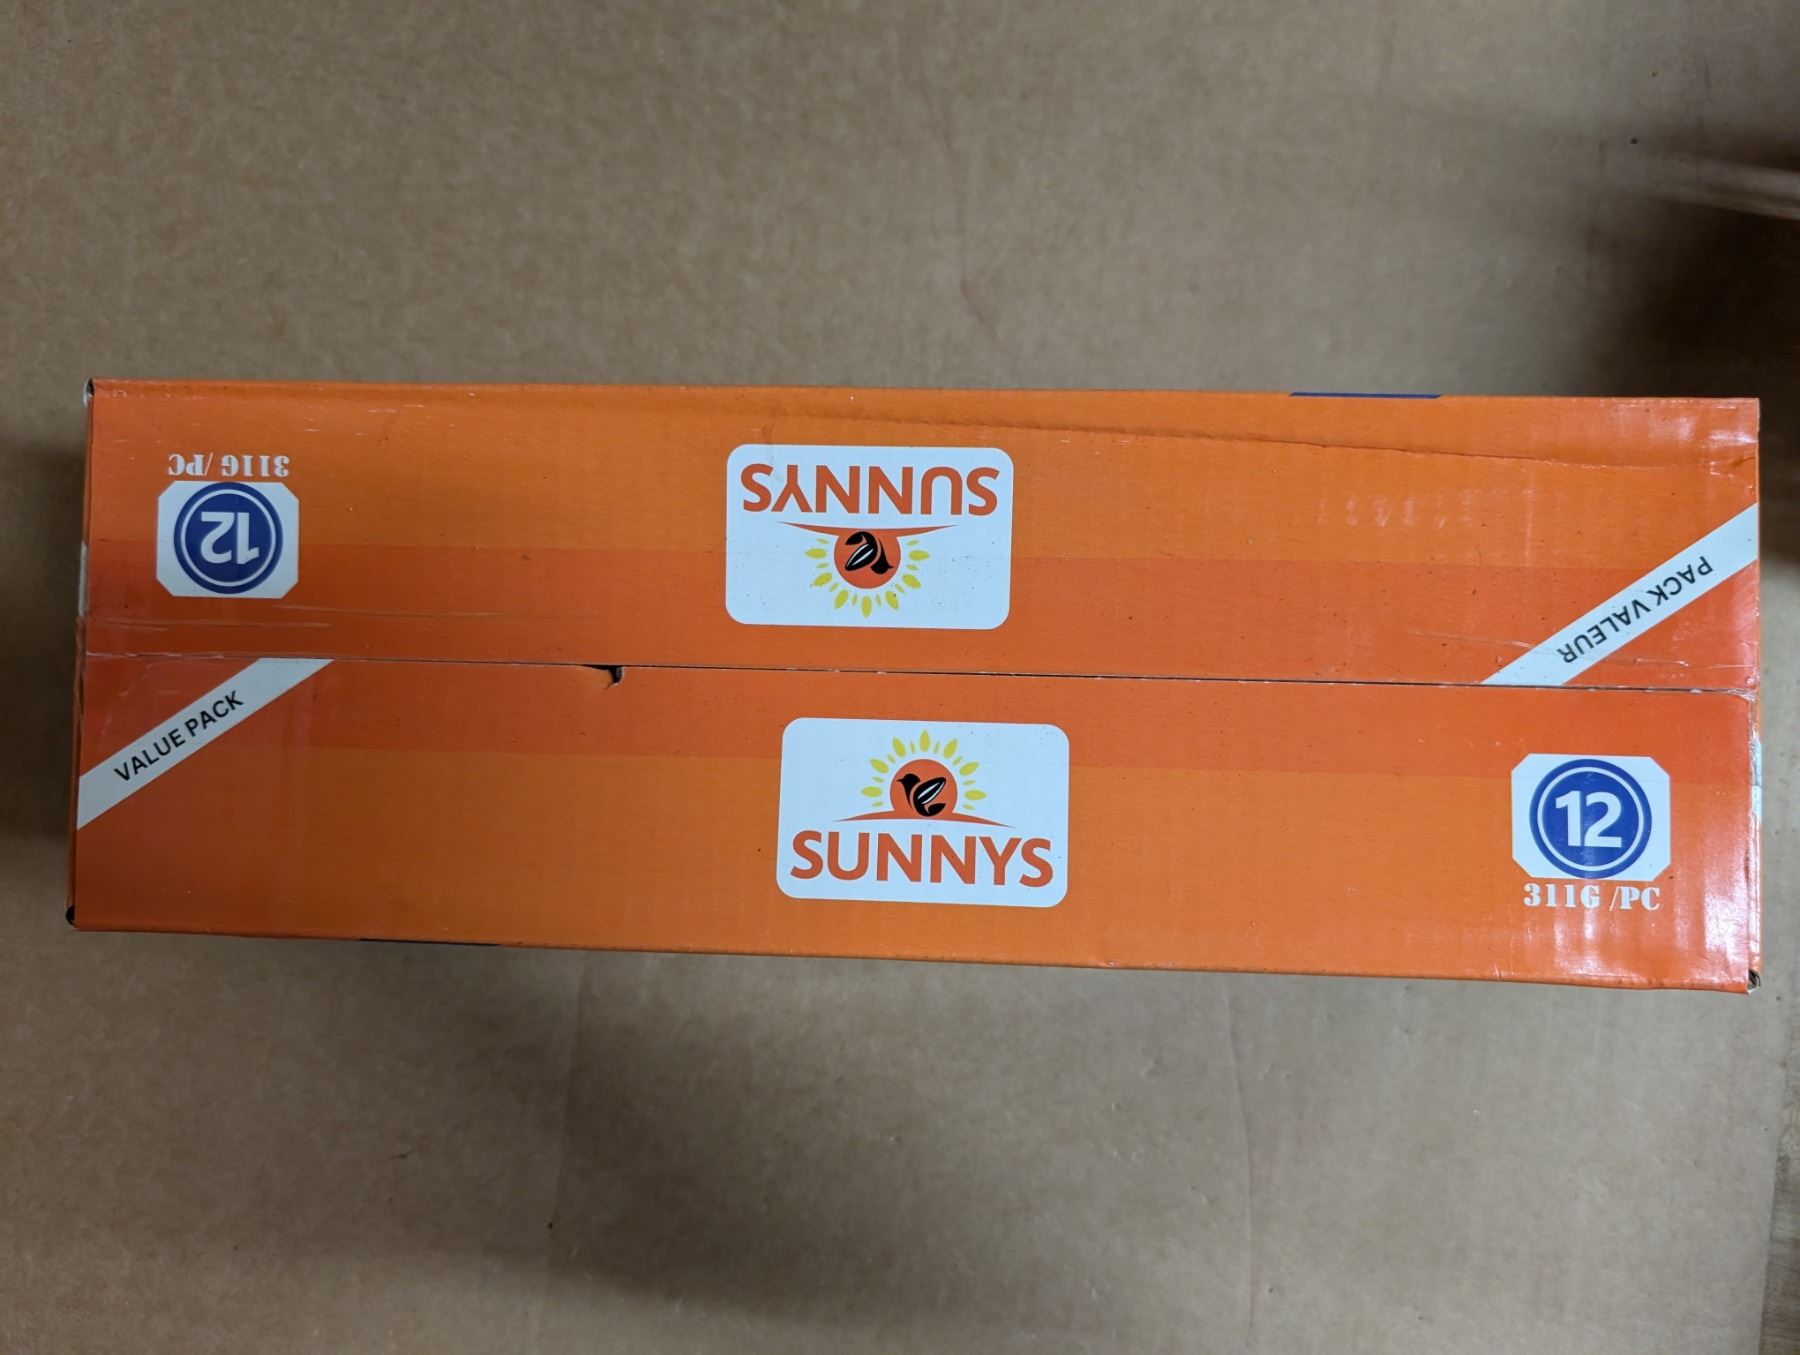 311G /PC
12
SUNNYS
PACK VALEUR
VALUE PACK
SUNNYS
12
311G /PC